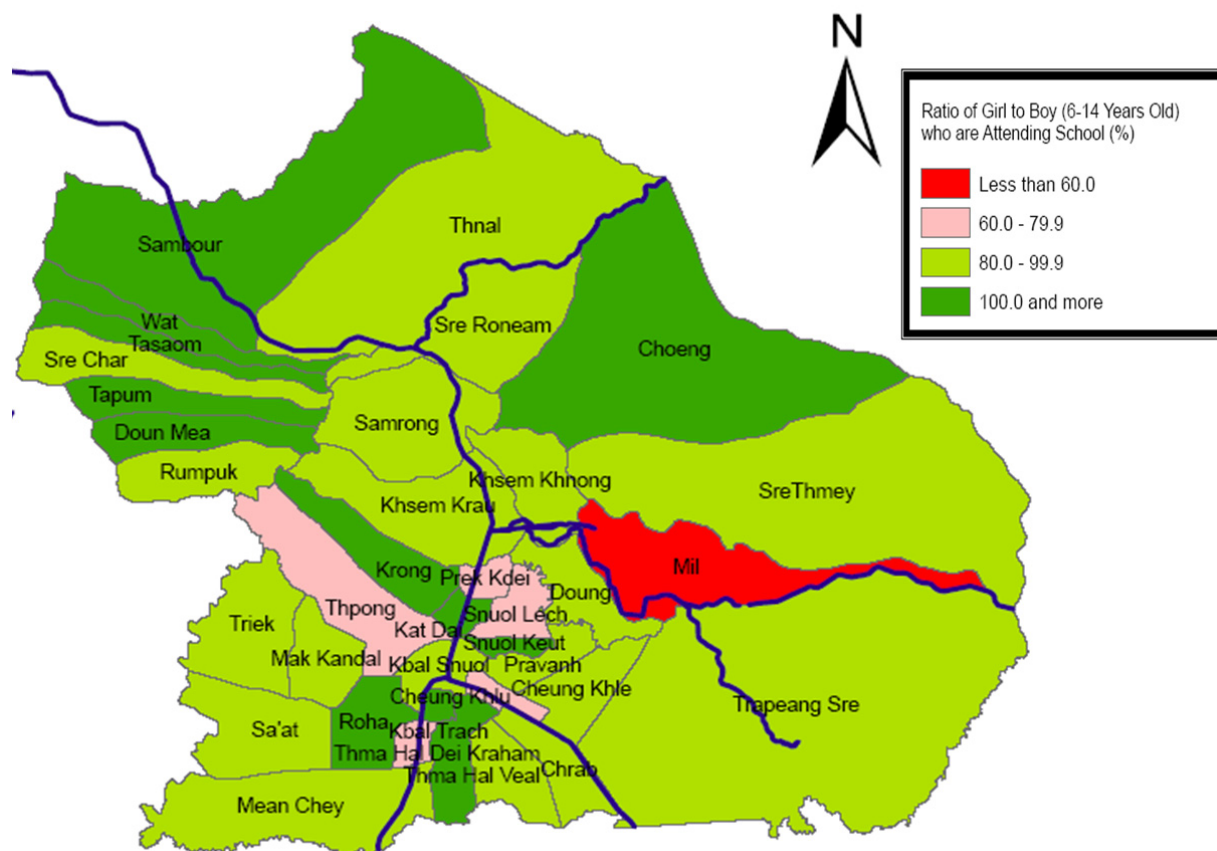 N
Ratio of Girl to Boy (6-14 Years Old)
who are Attending School (%)
Less than 60.0
60.0 - 79.9
80.0 - 99.9
100.0 and more
Thnal
Sambour
Wat
Tasaom
Sre Roneam
Choeng
Sre Char
Tapum
Doun Mea
Samrong
Rumpuk
Khsem Khnong
SreThmey
Khsem Krau
Mil
Krong
Prek Kdei
Doung
Thpong
Snuol Lech
Triek
Kat Dai
Snuol Keut
Mak Kandal
Kbal Snuol
Pravanh
Cheung Khlu
Cheung Khle
Trapeang Sre
Sa'at
Roha
Kbal Trach
Thma Hal Dei Kraham
Thma Hal Veal
Chrab
Mean Chey